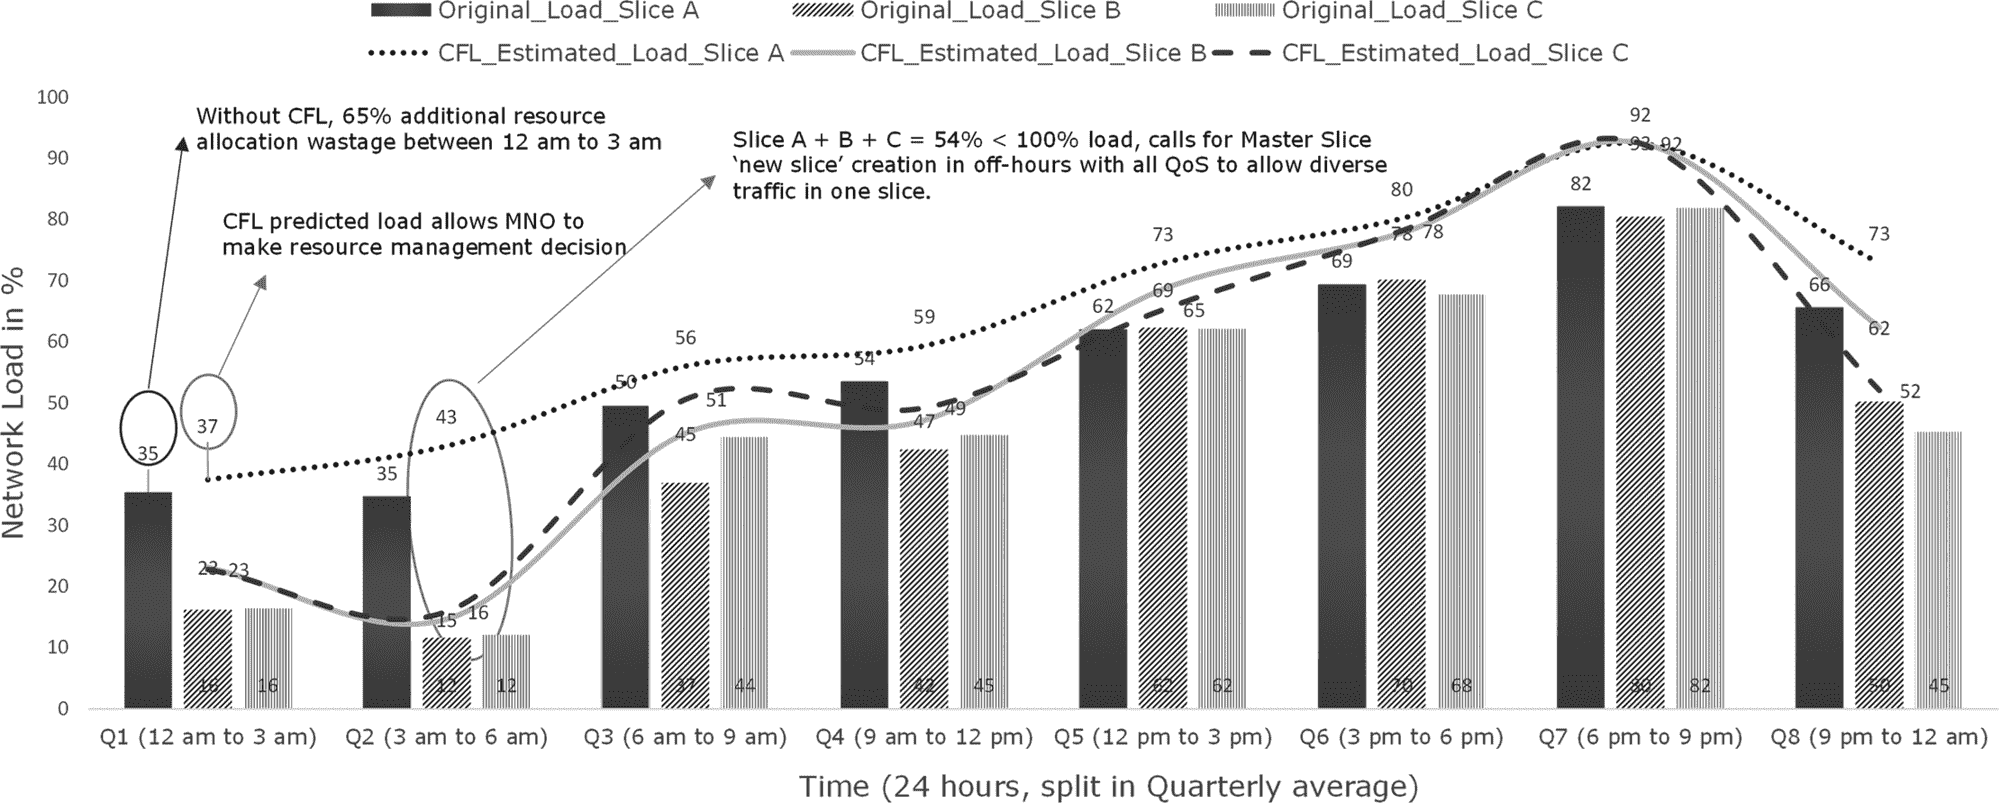 Original_Load_Slice A Original_Load_Slice B Original_Load_Slice C
CFL_Estimated_Load_Slice A CFL_Estimated_Load_Slice B CFL_Estimated_Load_Slice C
Network Load in %
100
90
80
70
60
50
40
30
20
10
0
Without CFL, 65% additional resource
allocation wastage between 12 am to 3 am
CFL predicted load allows MNO to
make resource management decision
Slice A + B + C = 54% < 100% load, calls for Master Slice
‘new slice’ creation in off-hours with all QoS to allow diverse
traffic in one slice.
35 37 23 23 16 16
35 43 15 16 12 12
50 56 45 51 37 44
54 59 47 49 42 45
62 73 69 65 62 62
69 80 78 78 70 68
82 92 93 92 80 82
66 73 62 52 50 45
Q1 (12 am to 3 am) Q2 (3 am to 6 am) Q3 (6 am to 9 am) Q4 (9 am to 12 pm) Q5 (12 pm to 3 pm) Q6 (3 pm to 6 pm) Q7 (6 pm to 9 pm) Q8 (9 pm to 12 am)
Time (24 hours, split in Quarterly average)